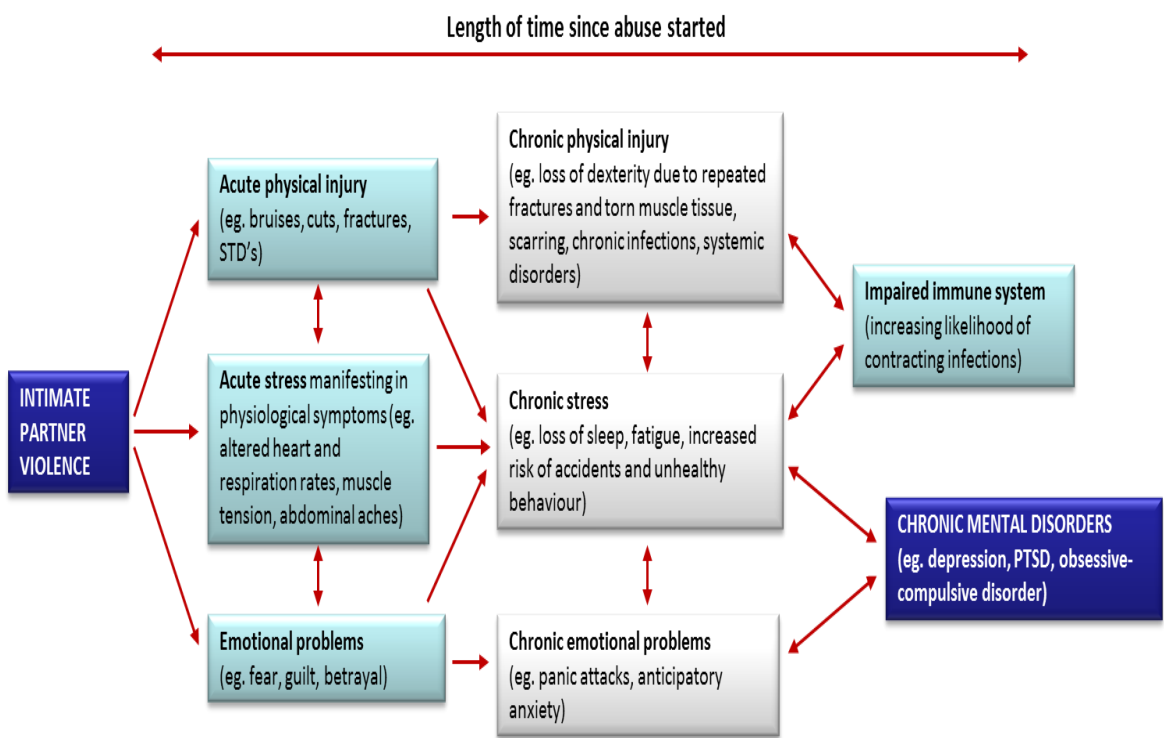 Length of time since abuse started
Chronic physical injury
(eg. loss of dexterity due to repeated
fractures and torn muscle tissue,
scarring, chronic infections, systemic
disorders)
Acute physical injury
(eg. bruises, cuts, fractures,
STD's)
Impaired immune system
(increasing likelihood of
contracting infections)
INTIMATE
PARTNER
VIOLENCE
Acute stress manifesting in
physiological symptoms (eg.
altered heart and
respiration rates, muscle
tension, abdominal aches)
Chronic stress
(eg. loss of sleep, fatigue, increased
risk of accidents and unhealthy
behaviour)
CHRONIC MENTAL DISORDERS
(eg. depression, PTSD, obsessive-
compulsive disorder)
Emotional problems
(eg. fear, guilt, betrayal)
Chronic emotional problems
(eg. panic attacks, anticipatory
anxiety)